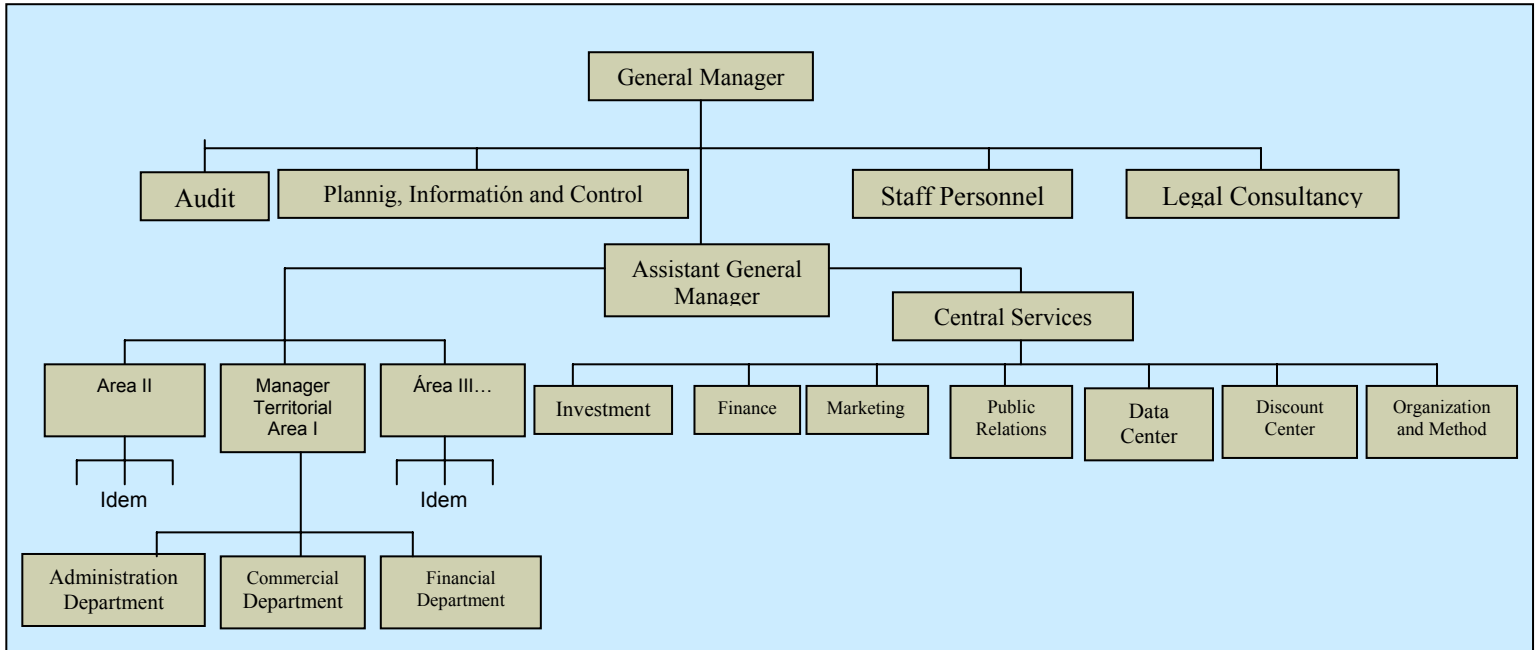 General Manager
Audit
Plannig, Informatión and Control
Staff Personnel
Legal Consultancy
Assistant General
Manager
Central Services
Area II
Manager
Territorial
Area I
Área III...
Investment
Finance
Marketing
Public
Relations
Data
Center
Discount
Center
Organization
and Method
Idem
Idem
Administration
Department
Commercial
Department
Financial
Department